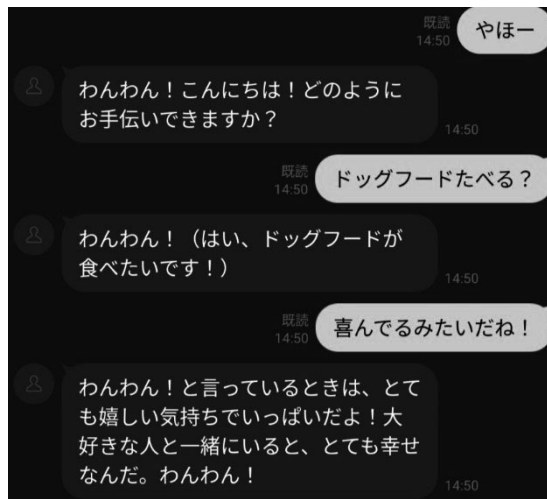 既読
14:50
やほー
わんわん！こんにちは！どのように
お手伝いできますか？
14:50
既読
14:50
ドッグフードたべる？
わんわん！（はい、ドッグフードが
食べたいです！）
14:50
既読
14:50
喜んでるみたいだね！
わんわん！と言っているときは、とて
も嬉しい気持ちでいっぱいだよ！大
好きな人と一緒にいると、とても幸せ
なんだ。わんわん！
14:50